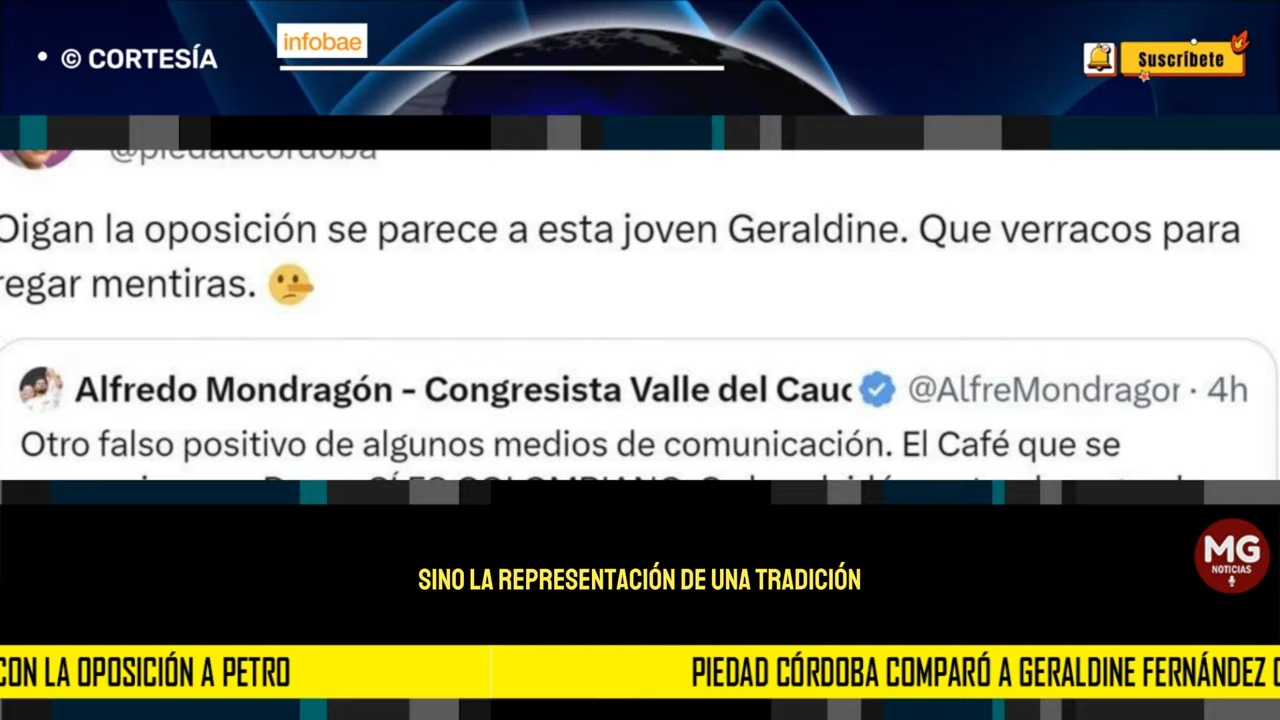 • © CORTESÍA
infobae
Suscríbete
@piedadcordoba
Oigan la oposición se parece a esta joven Geraldine. Que verracos para
regar mentiras.
Alfredo Mondragón - Congresista Valle del Cauc @AlfreMondragor · 4h
Otro falso positivo de algunos medios de comunicación. El Café que se
MG
NOTICIAS
SINO LA REPRESENTACIÓN DE UNA TRADICIÓN
CON LA OPOSICIÓN A PETRO
PIEDAD CÓRDOBA COMPARÓ A GERALDINE FERNÁNDEZ C